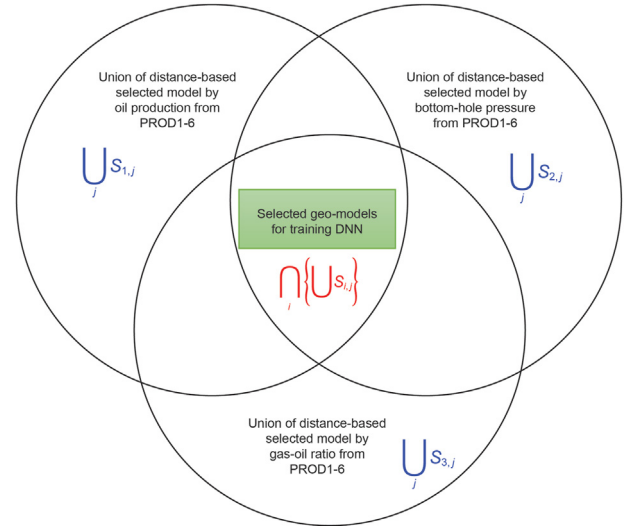 Union of distance-based
selected model by
oil production from
PROD1-6
⋃S1,j
j
Union of distance-based
selected model by
bottom-hole pressure
from PROD1-6
⋃S2,j
j
Selected geo-models
for training DNN
⋂{⋃Si,j}
i
Union of distance-based
selected model by
gas-oil ratio from
PROD1-6
⋃S3,j
j